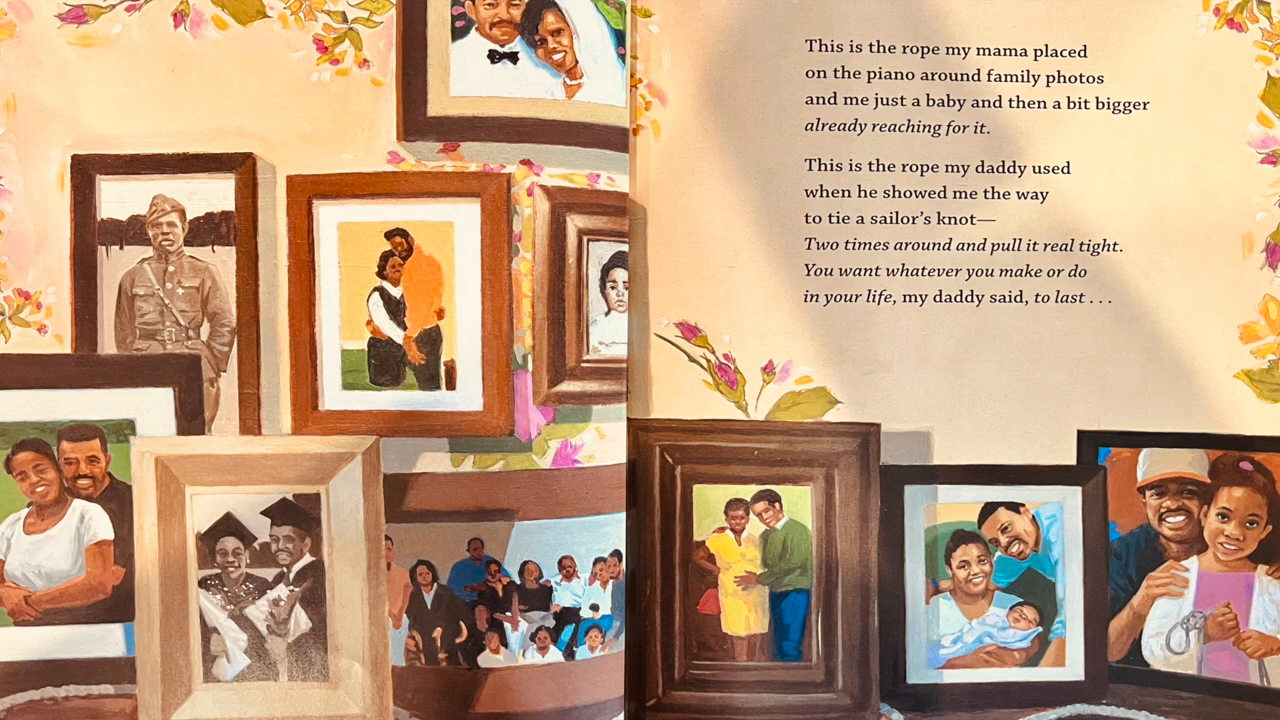 This is the rope my mama placed
on the piano around family photos
and me just a baby and then a bit bigger
already reaching for it.
This is the rope my daddy used
when he showed me the way
to tie a sailor's knot—
Two times around and pull it real tight.
You want whatever you make or do
in your life, my daddy said, to last . . .